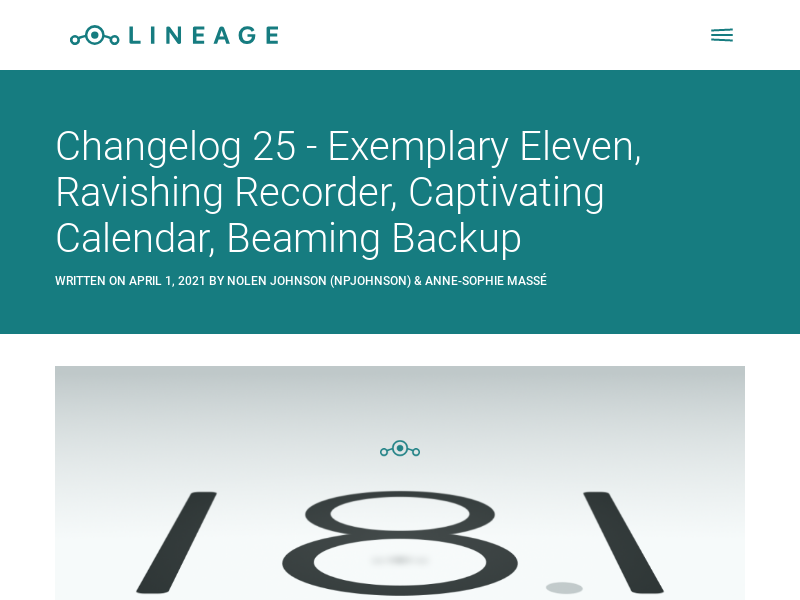 LINEAGE
Changelog 25 - Exemplary Eleven,
Ravishing Recorder, Captivating
Calendar, Beaming Backup
WRITTEN ON APRIL 1, 2021 BY NOLEN JOHNSON (NPJOHNSON) & ANNE-SOPHIE MASSÉ
18.1